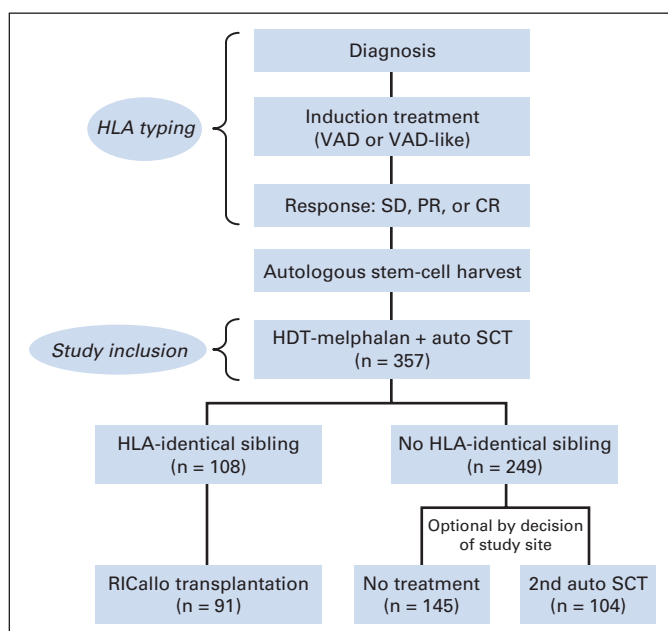 Diagnosis
HLA typing
Induction treatment
(VAD or VAD-like)
Response: SD, PR, or CR
Autologous stem-cell harvest
Study inclusion
HDT-melphalan + auto SCT
(n = 357)
HLA-identical sibling
(n = 108)
No HLA-identical sibling
(n = 249)
Optional by decision
of study site
RICallo transplantation
(n = 91)
No treatment
(n = 145)
2nd auto SCT
(n = 104)